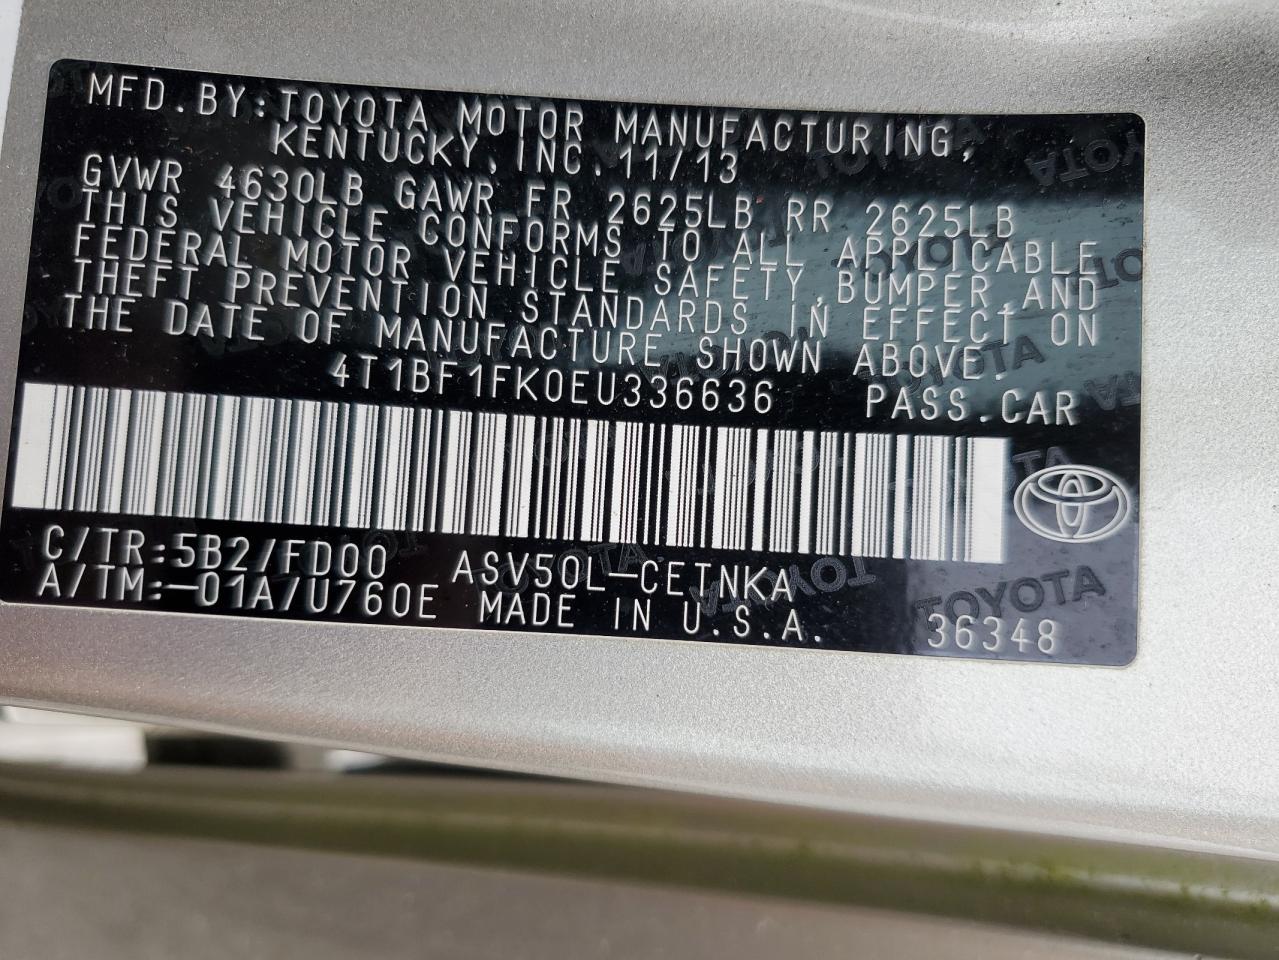 MFD.BY:TOYOTA MOTOR MANUFACTURING,
KENTUCKY, INC. 11/13
GVWR 4630LB GAWR FR 2625LB RR 2625LB
THIS VEHICLE CONFORMS TO ALL APPLICABLE
FEDERAL MOTOR VEHICLE SAFETY,BUMPER,AND
THEFT PREVENTION STANDARDS IN EFFECT ON
THE DATE OF MANUFACTURE SHOWN ABOVE.
4T1BF1FK0EU336636 PASS.CAR
C/TR:5B2/FD00 ASV50L-CETNKA
A/TM:-01A/U760E MADE IN U.S.A.
TOYOTA
36348